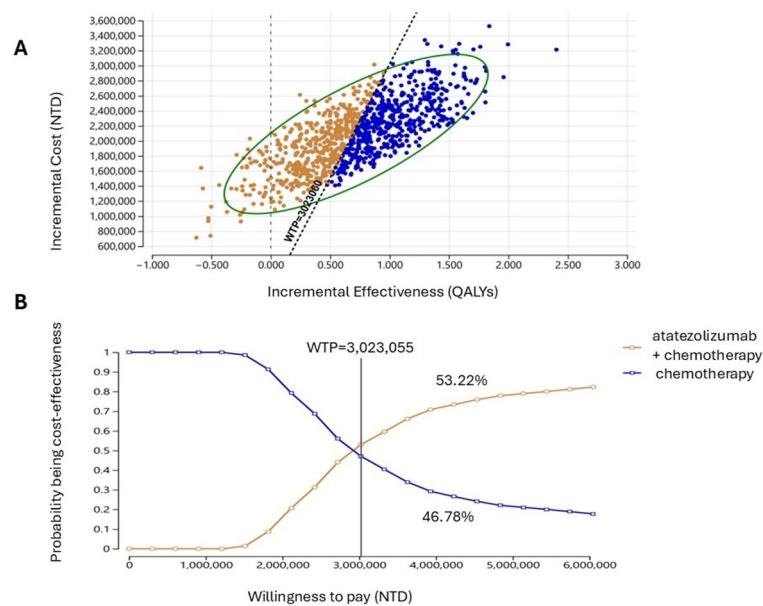 A
3,600,000
3,400,000
3,200,000
3,000,000
2,800,000
2,600,000
2,400,000
2,200,000
2,000,000
1,800,000
1,600,000
1,400,000
1,200,000
1,000,000
800,000
600,000
Incremental Cost (NTD)
WTP=3023060
-1.000 -0.500 0.000 0.500 1.000 1.500 2.000 2.500 3.000
Incremental Effectiveness (QALYs)
B
WTP=3,023,055
atatezolizumab
+ chemotherapy
chemotherapy
53.22%
46.78%
Probability being cost-effectiveness
1
0.9
0.8
0.7
0.6
0.5
0.4
0.3
0.2
0.1
0
0 1,000,000 2,000,000 3,000,000 4,000,000 5,000,000 6,000,000
Willingness to pay (NTD)